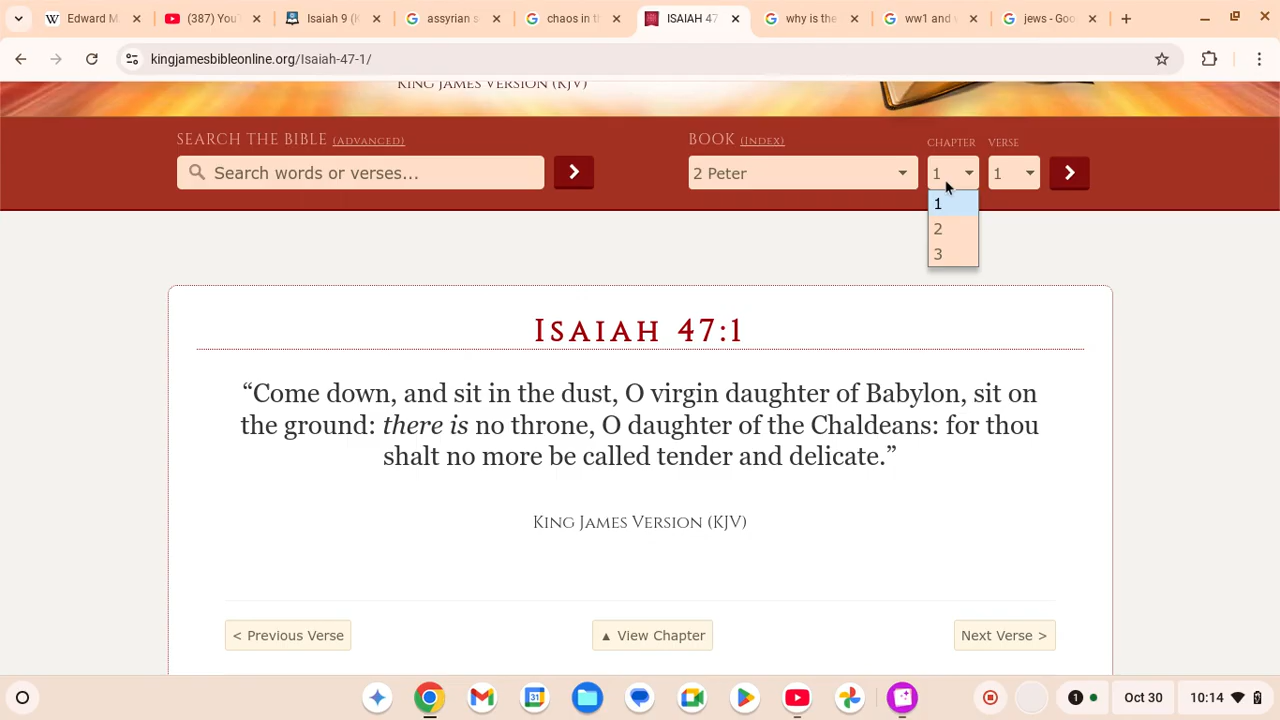 Edward M
(387) YouT
Isaiah 9 (K
assyrian s
chaos in t
ISAIAH 47
why is the
ww1 and
jews - Goo
kingjamesbibleonline.org/Isaiah-47-1/
King James Version (KJV)
Search the Bible (Advanced)
Book (Index)
Chapter
Verse
Search words or verses...
2 Peter
1
1
1
2
3
Isaiah 47:1
“Come down, and sit in the dust, O virgin daughter of Babylon, sit on
the ground: there is no throne, O daughter of the Chaldeans: for thou
shalt no more be called tender and delicate.”
King James Version (KJV)
< Previous Verse
▲ View Chapter
Next Verse >
31
1
Oct 30
10:14